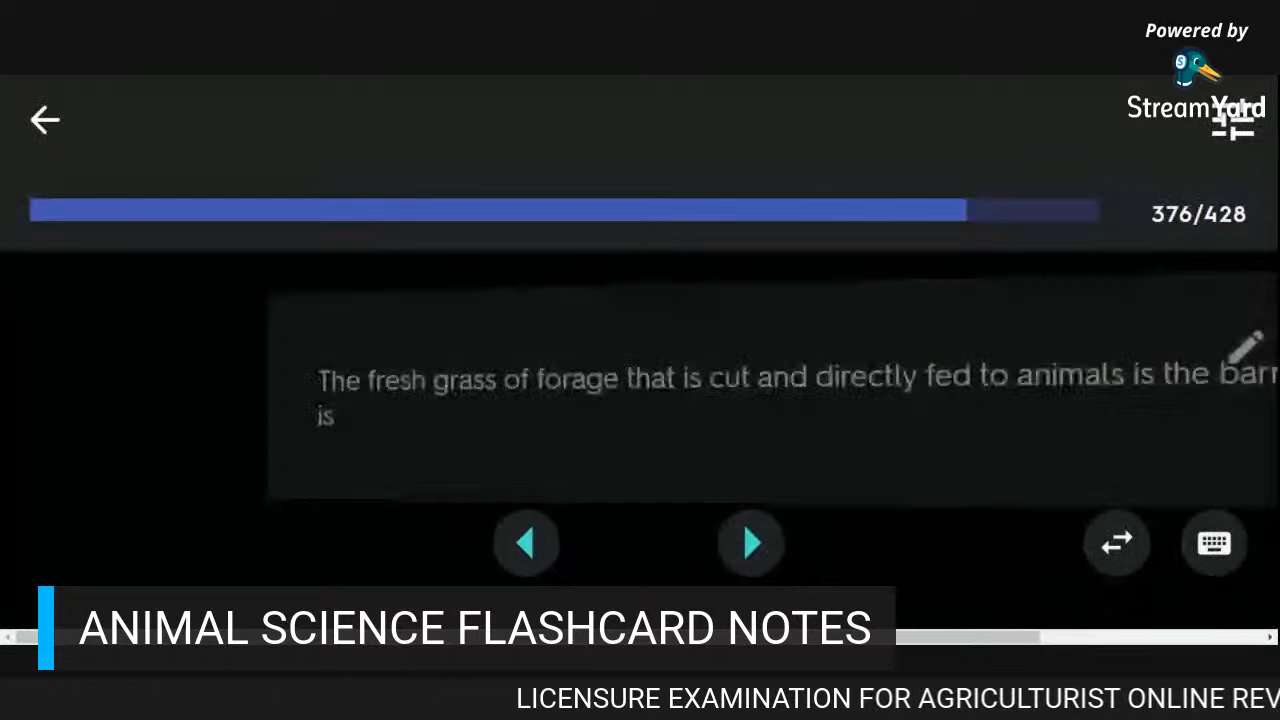 Powered by
StreamYard
376/428
The fresh grass of forage that is cut and directly fed to animals is the
is
ANIMAL SCIENCE FLASHCARD NOTES
LICENSURE EXAMINATION FOR AGRICULTURIST ONLINE